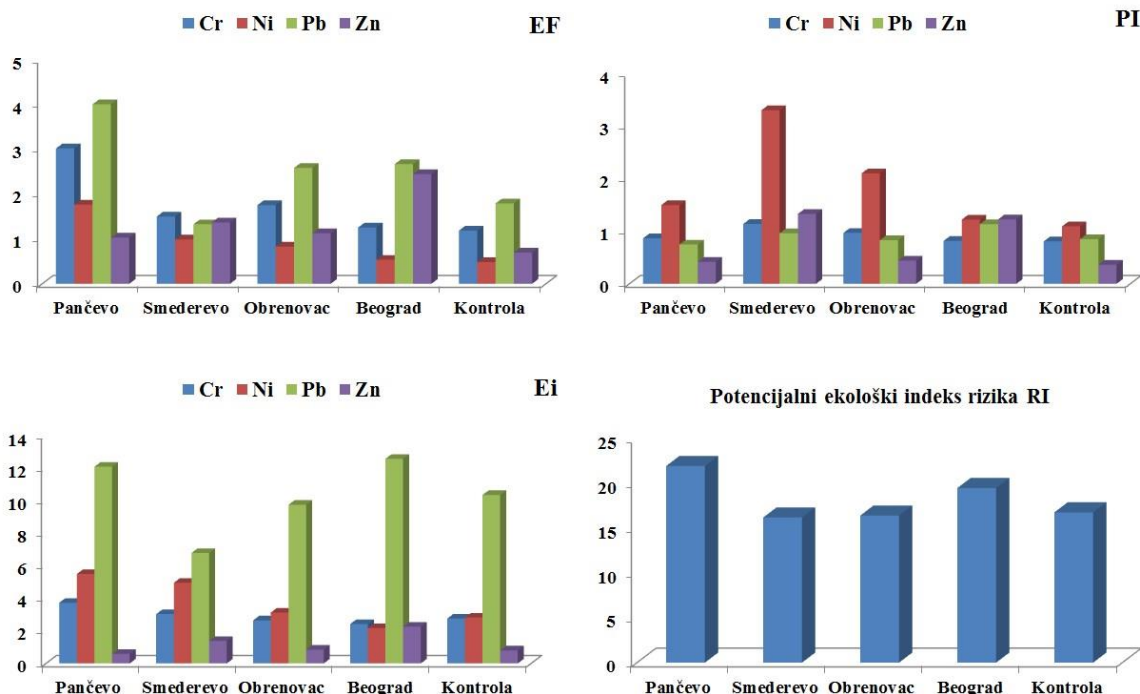 Cr Ni Pb Zn
EF
5
4
3
2
1
0
Pančevo Smederevo Obrenovac Beograd Kontrola
Cr Ni Pb Zn
PI
4
3
2
1
0
Pančevo Smederevo Obrenovac Beograd Kontrola
Cr Ni Pb Zn
Ei
14
12
10
8
6
4
2
0
Pančevo Smederevo Obrenovac Beograd Kontrola
Potencijalni ekološki indeks rizika RI
25
20
15
10
5
0
Pančevo Smederevo Obrenovac Beograd Kontrola